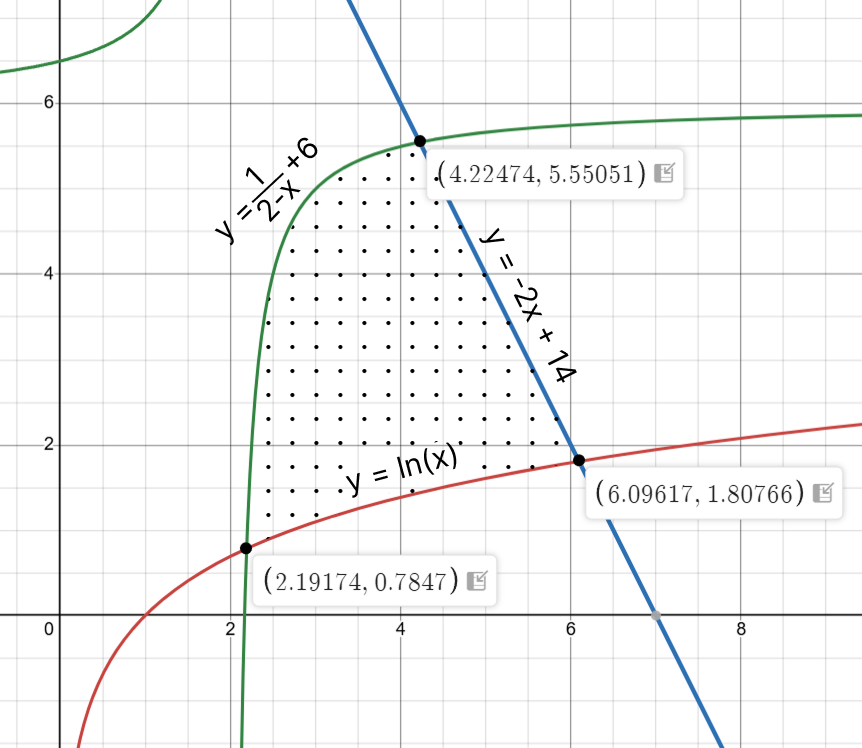 6
y = 1/(2-x) +6
(4.22474, 5.55051)
4
y = -2x + 14
2
y = ln(x)
(6.09617, 1.80766)
(2.19174, 0.7847)
0 2 4 6 8